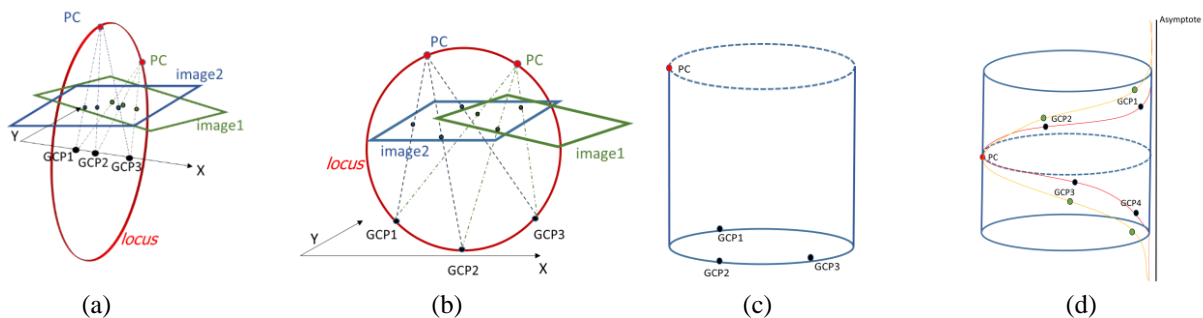 PC
PC
image2
image1
Y
GCP1
GCP2
GCP3
X
locus
(a)
PC
PC
image2
image1
locus
Y
GCP1
GCP2
GCP3
X
(b)
PC
GCP1
GCP2
GCP3
(c)
Asymptote
GCP1
GCP2
PC
GCP3
GCP4
(d)